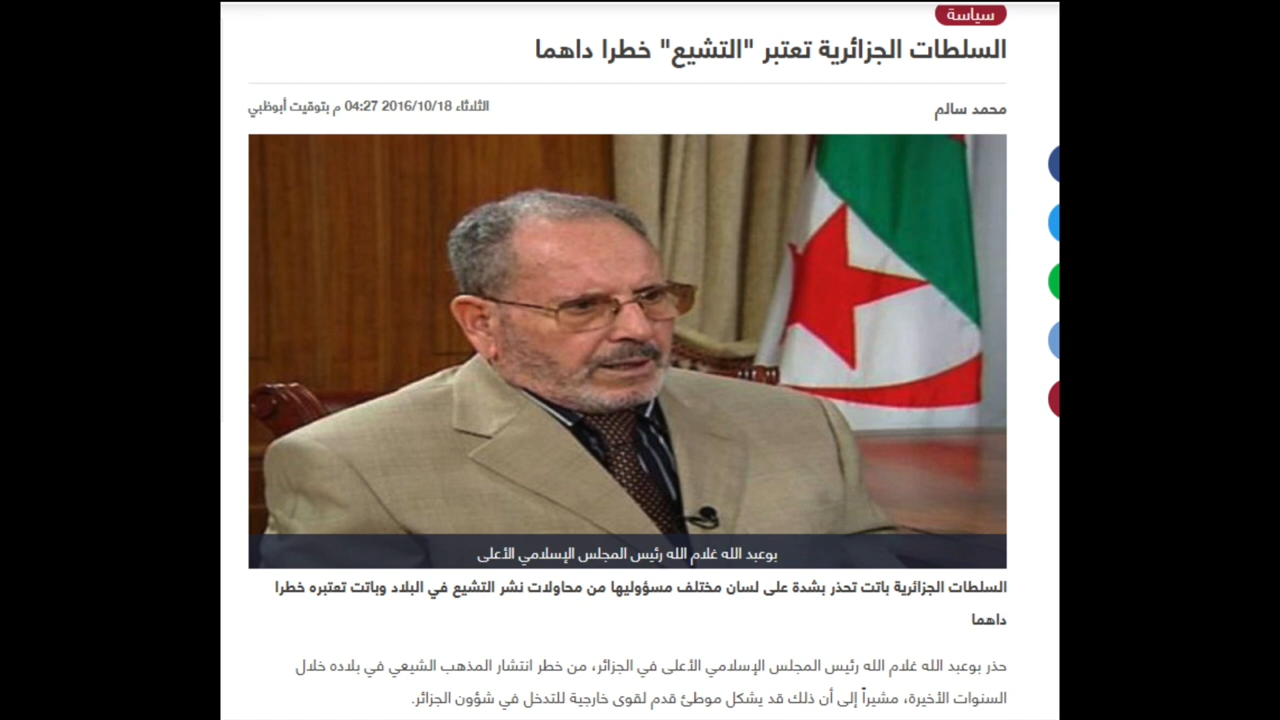 سياسة
السلطات الجزائرية تعتبر "التشيع" خطرا داهما
محمد سالم
الثلاثاء 2016/10/18 04:27 م بتوقيت أبوظبي
بوعبد الله غلام الله رئيس المجلس الإسلامي الأعلى
السلطات الجزائرية باتت تحذر بشدة على لسان مختلف مسؤوليها من محاولات نشر التشيع في البلاد وباتت تعتبره خطرا
داهما
حذر بوعبد الله غلام الله رئيس المجلس الإسلامي الأعلى في الجزائر، من خطر انتشار المذهب الشيعي في بلاده خلال
السنوات الأخيرة، مشيراً إلى أن ذلك قد يشكل موطئ قدم لقوى خارجية للتدخل في شؤون الجزائر.